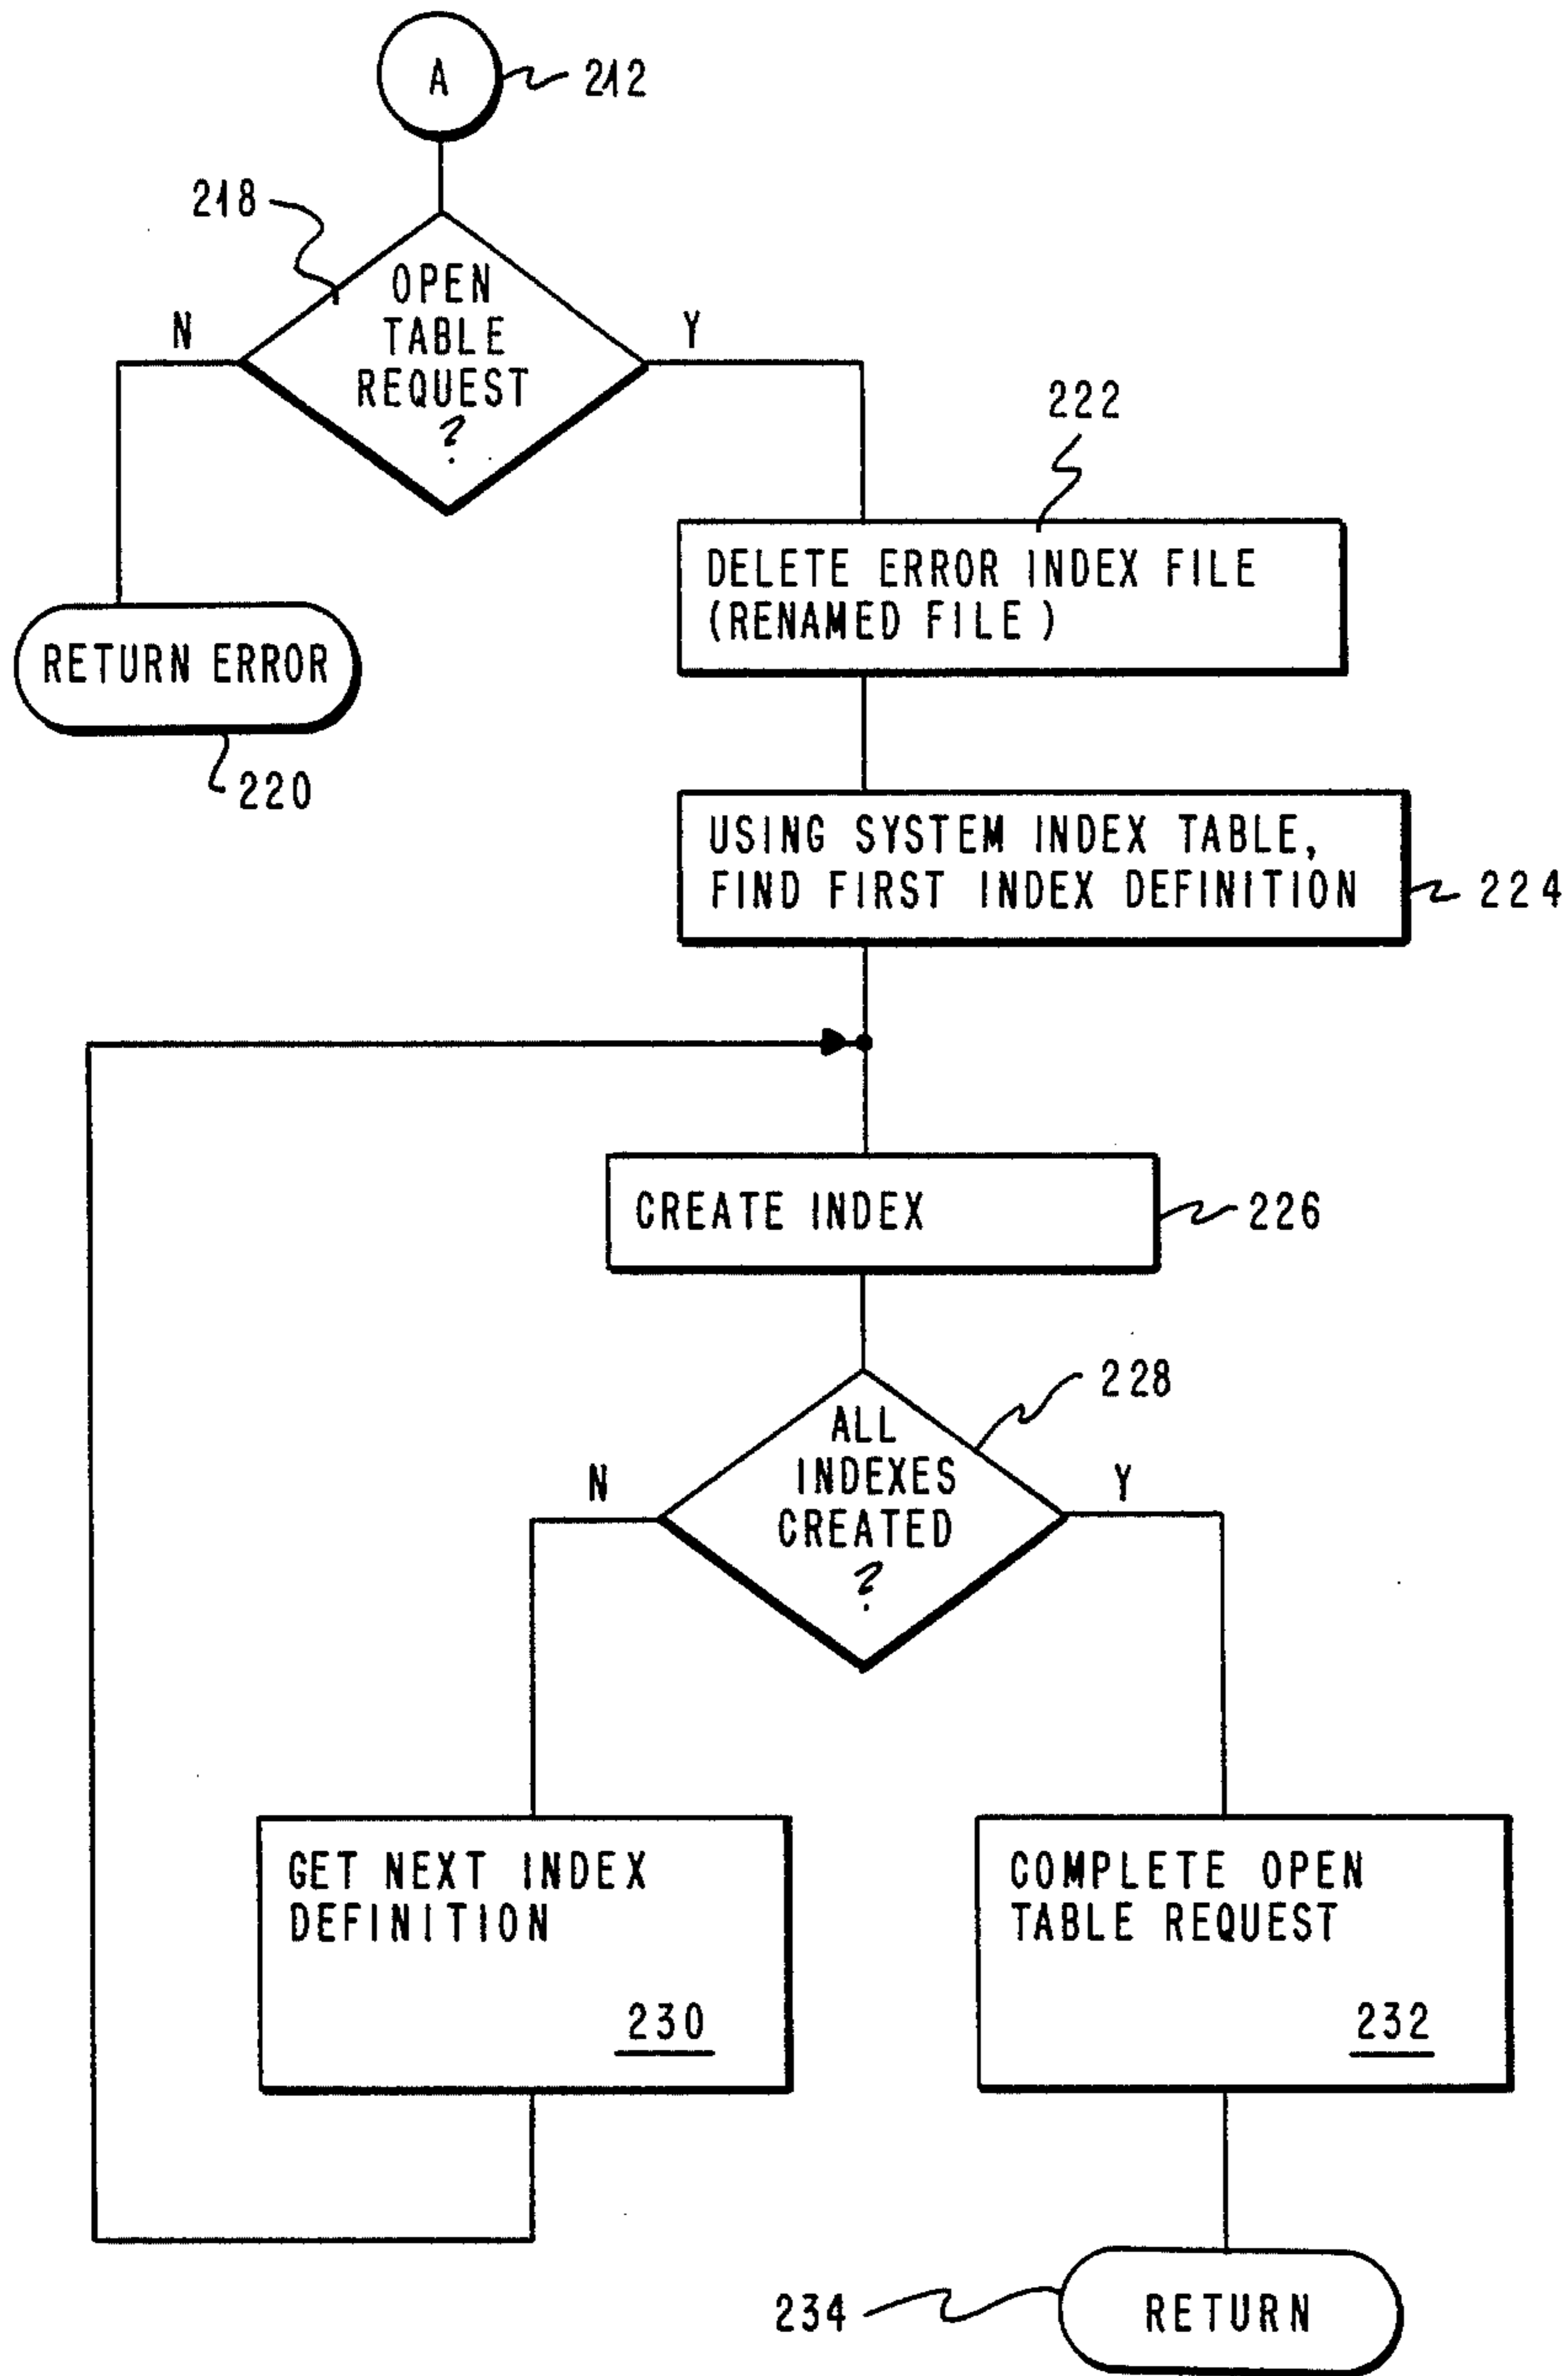 A
212
218
OPEN
TABLE
REQUEST
?
N
Y
222
DELETE ERROR INDEX FILE
(RENAMED FILE)
RETURN ERROR
220
USING SYSTEM INDEX TABLE,
FIND FIRST INDEX DEFINITION
224
CREATE INDEX
226
228
ALL
INDEXES
CREATED
?
N
Y
GET NEXT INDEX
DEFINITION
230
COMPLETE OPEN
TABLE REQUEST
232
234
RETURN